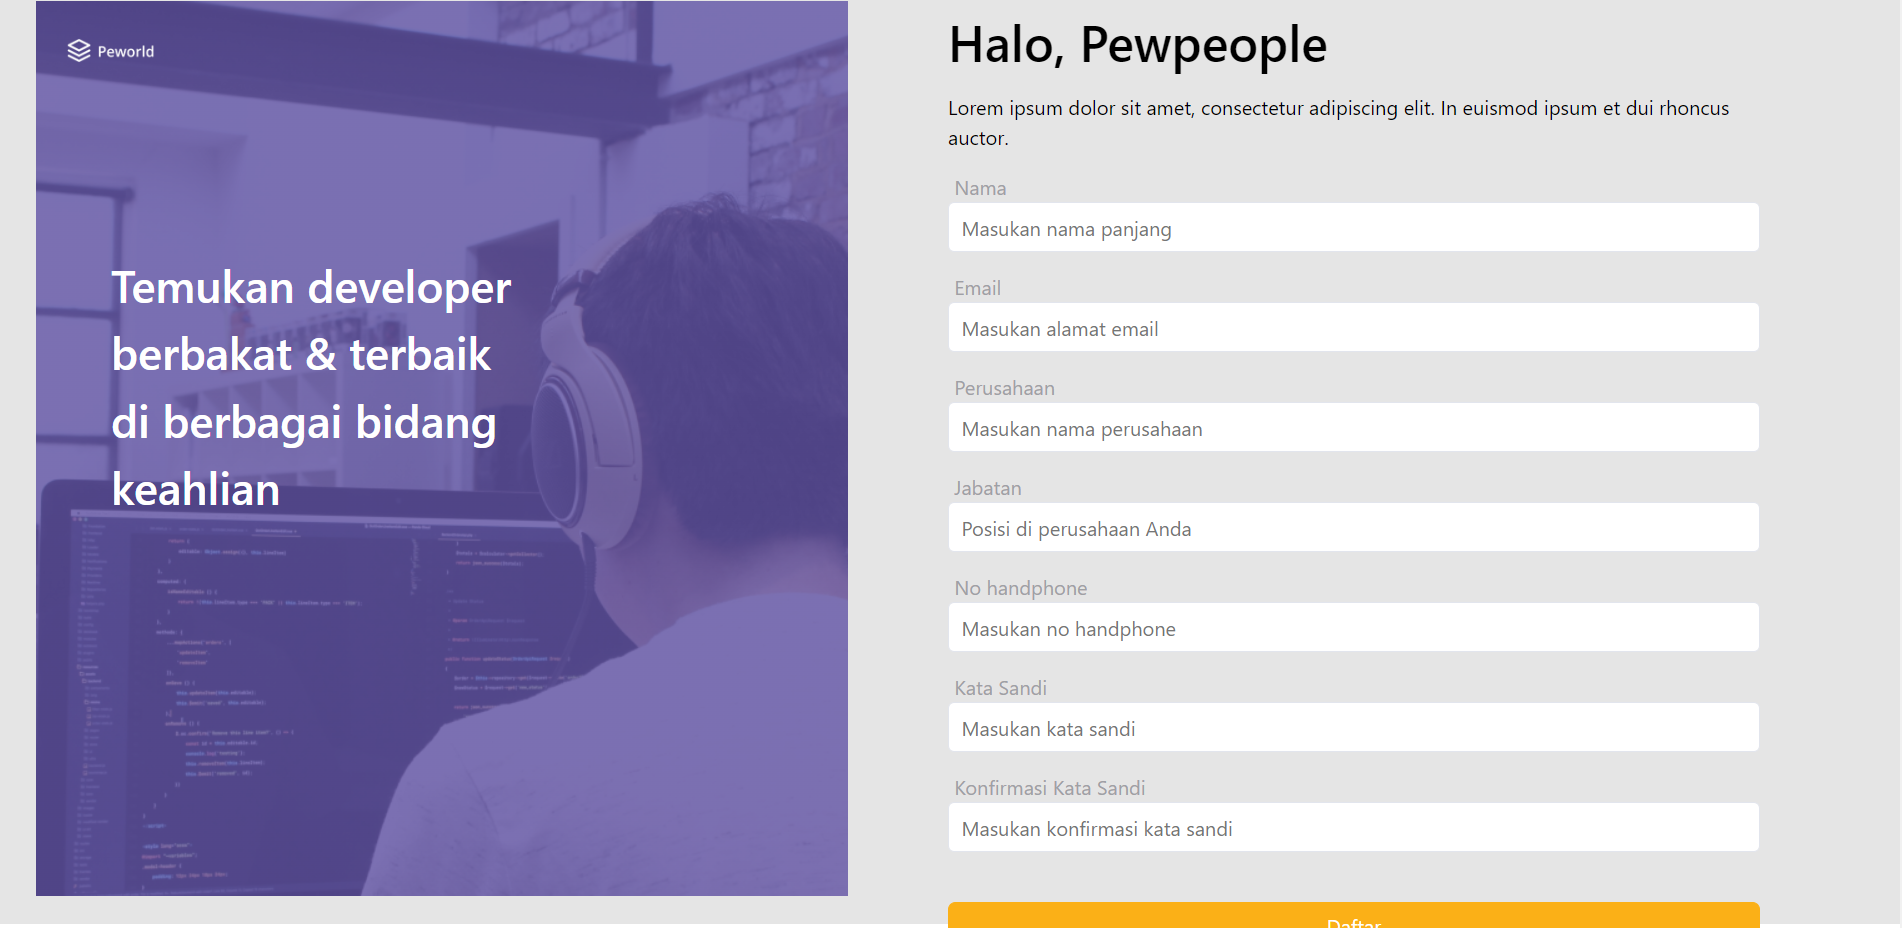 Peworld
Temukan developer
berbakat & terbaik
di berbagai bidang
keahlian
Halo, Pewpeople
Lorem ipsum dolor sit amet, consectetur adipiscing elit. In euismod ipsum et dui rhoncus
auctor.
Nama
Masukan nama panjang
Email
Masukan alamat email
Perusahaan
Masukan nama perusahaan
Jabatan
Posisi di perusahaan Anda
No handphone
Masukan no handphone
Kata Sandi
Masukan kata sandi
Konfirmasi Kata Sandi
Masukan konfirmasi kata sandi
Daftar